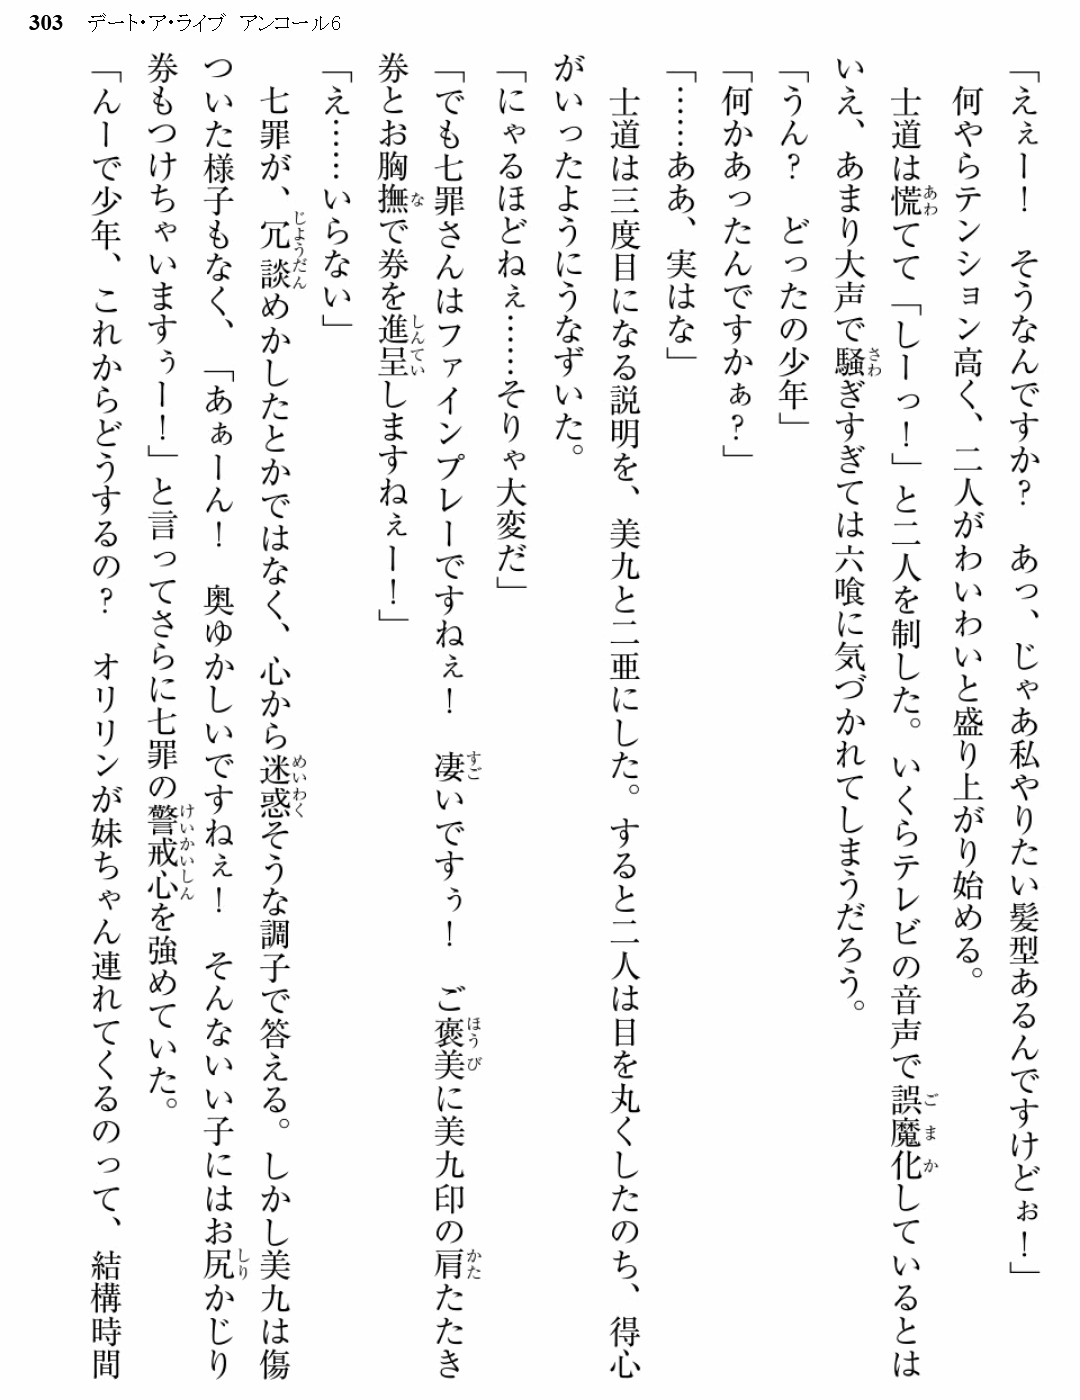 303 デート・ア・ライブ アンコール6
「えぇー！　そうなんですか？　あっ、じゃあ私やりたい髪型あるんですけどぉ！」
何やらテンション高く、二人がわいわいと盛り上がり始める。
士道は慌てて「しーっ！」と二人を制した。いくらテレビの音声で誤魔化しているとは
いえ、あまり大声で騒ぎすぎては六喰に気づかれてしまうだろう。
「うん？　どったの少年」
「何かあったんですかぁ？」
「……ああ、実はな」
士道は三度目になる説明を、美九と二亜にした。すると二人は目を丸くしたのち、得心
がいったようにうなずいた。
「にゃるほどねぇ……そりゃ大変だ」
「でも七罪さんはファインプレーですねぇ！　凄いですぅ！　ご褒美に美九印の肩たたき
券とお胸撫で券を進呈しますねぇー！」
「え……いらない」
七罪が、冗談めかしたとかではなく、心から迷惑そうな調子で答える。しかし美九は傷
ついた様子もなく、「あぁーん！　奥ゆかしいですねぇ！　そんないい子にはお尻かじり
券もつけちゃいますぅー！」と言ってさらに七罪の警戒心を強めていた。
「んーで少年、これからどうするの？　オリリンが妹ちゃん連れてくるのって、結構時間